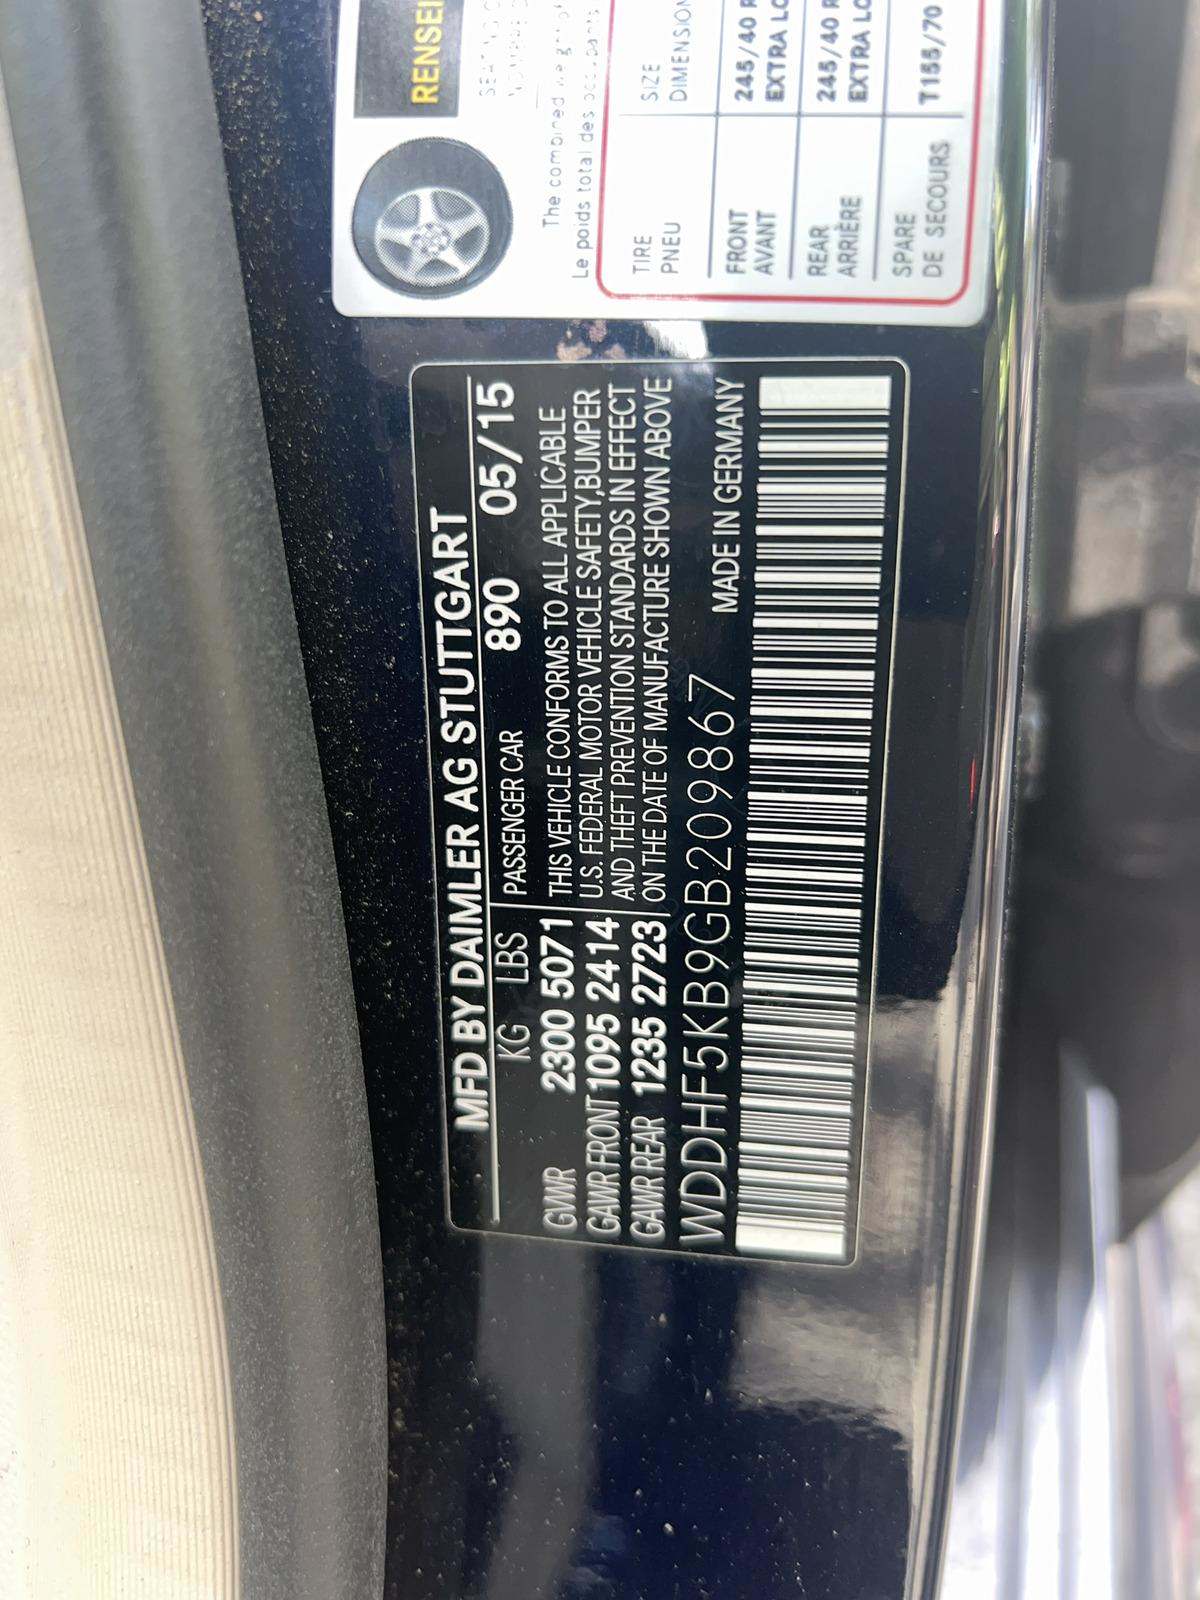 MFD BY DAIMLER AG STUTTGART
KG LBS
PASSENGER CAR 890 05/15
GVWR 2300 5071
GAWR FRONT 1095 2414
GAWR REAR 1235 2723
THIS VEHICLE CONFORMS TO ALL APPLICABLE
U.S. FEDERAL MOTOR VEHICLE SAFETY,BUMPER
AND THEFT PREVENTION STANDARDS IN EFFECT
ON THE DATE OF MANUFACTURE SHOWN ABOVE
WDDHF5KB9GB209867
MADE IN GERMANY
RENSEI
The combined
Le poids total des occupants
TIRE SIZE
PNEU DIMENSION
FRONT 245/40 R
AVANT EXTRA LO
REAR 245/40 R
ARRIÈRE EXTRA LO
SPARE T155/70
DE SECOURS